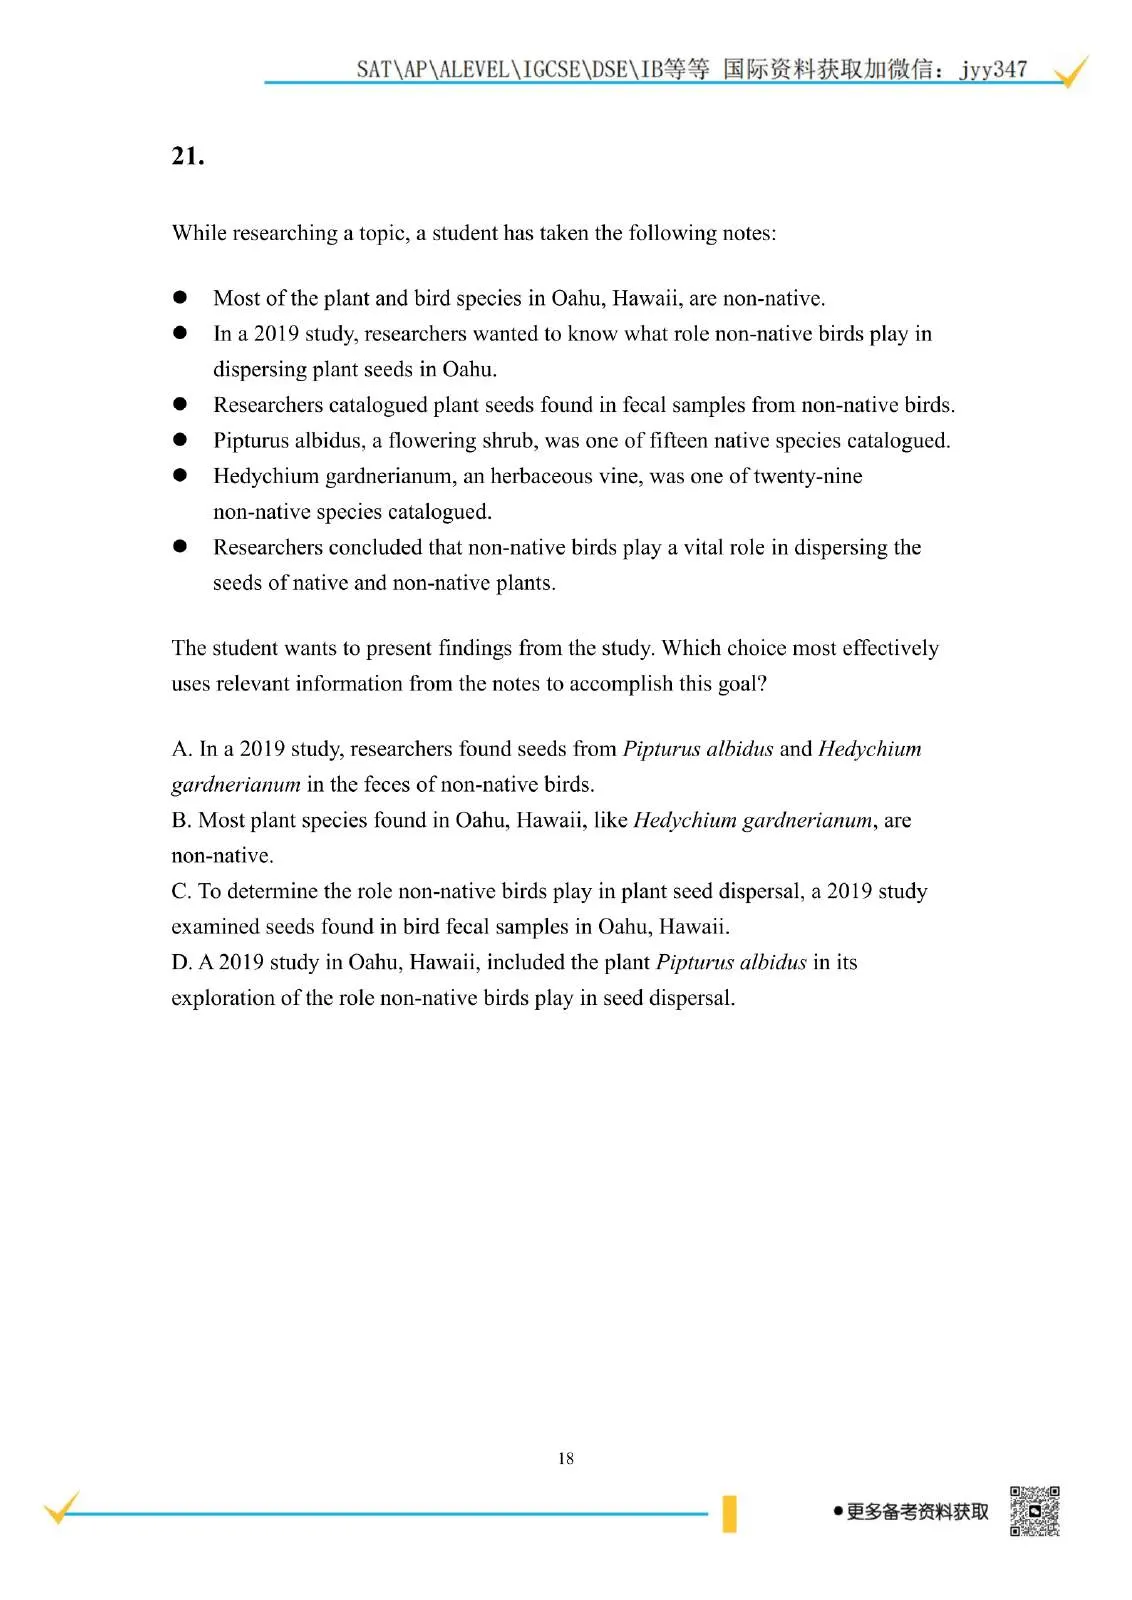 SAT\AP\ALEVEL\IGCSE\DSE\IB等等 国际资料获取加微信：jyy347
21.
While researching a topic, a student has taken the following notes:
● Most of the plant and bird species in Oahu, Hawaii, are non-native.
● In a 2019 study, researchers wanted to know what role non-native birds play in
dispersing plant seeds in Oahu.
● Researchers catalogued plant seeds found in fecal samples from non-native birds.
● Pipturus albidus, a flowering shrub, was one of fifteen native species catalogued.
● Hedychium gardnerianum, an herbaceous vine, was one of twenty-nine
non-native species catalogued.
● Researchers concluded that non-native birds play a vital role in dispersing the
seeds of native and non-native plants.
The student wants to present findings from the study. Which choice most effectively
uses relevant information from the notes to accomplish this goal?
A. In a 2019 study, researchers found seeds from Pipturus albidus and Hedychium
gardnerianum in the feces of non-native birds.
B. Most plant species found in Oahu, Hawaii, like Hedychium gardnerianum, are
non-native.
C. To determine the role non-native birds play in plant seed dispersal, a 2019 study
examined seeds found in bird fecal samples in Oahu, Hawaii.
D. A 2019 study in Oahu, Hawaii, included the plant Pipturus albidus in its
exploration of the role non-native birds play in seed dispersal.
18
●更多备考资料获取